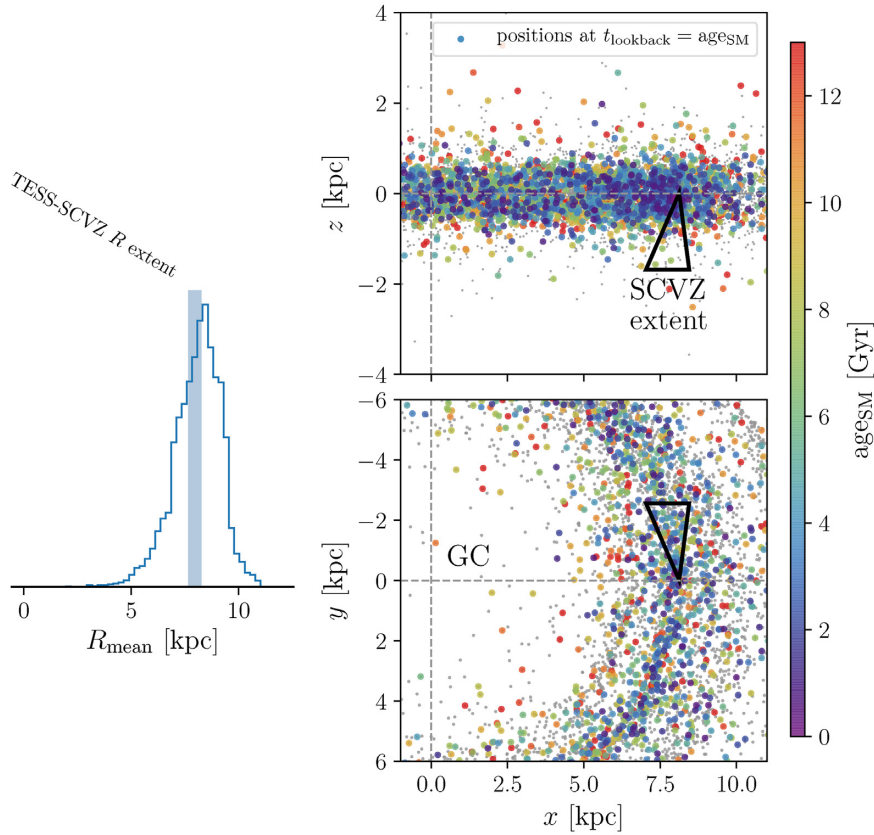 TESS-SCVZ R extent
0
5
10
R_mean [kpc]
positions at t_lookback = age_SM
4
2
0
−2
−4
z [kpc]
SCVZ
extent
−6
−4
−2
0
2
4
6
y [kpc]
GC
0.0
2.5
5.0
7.5
10.0
x [kpc]
12
10
8
6
4
2
0
age_SM [Gyr]